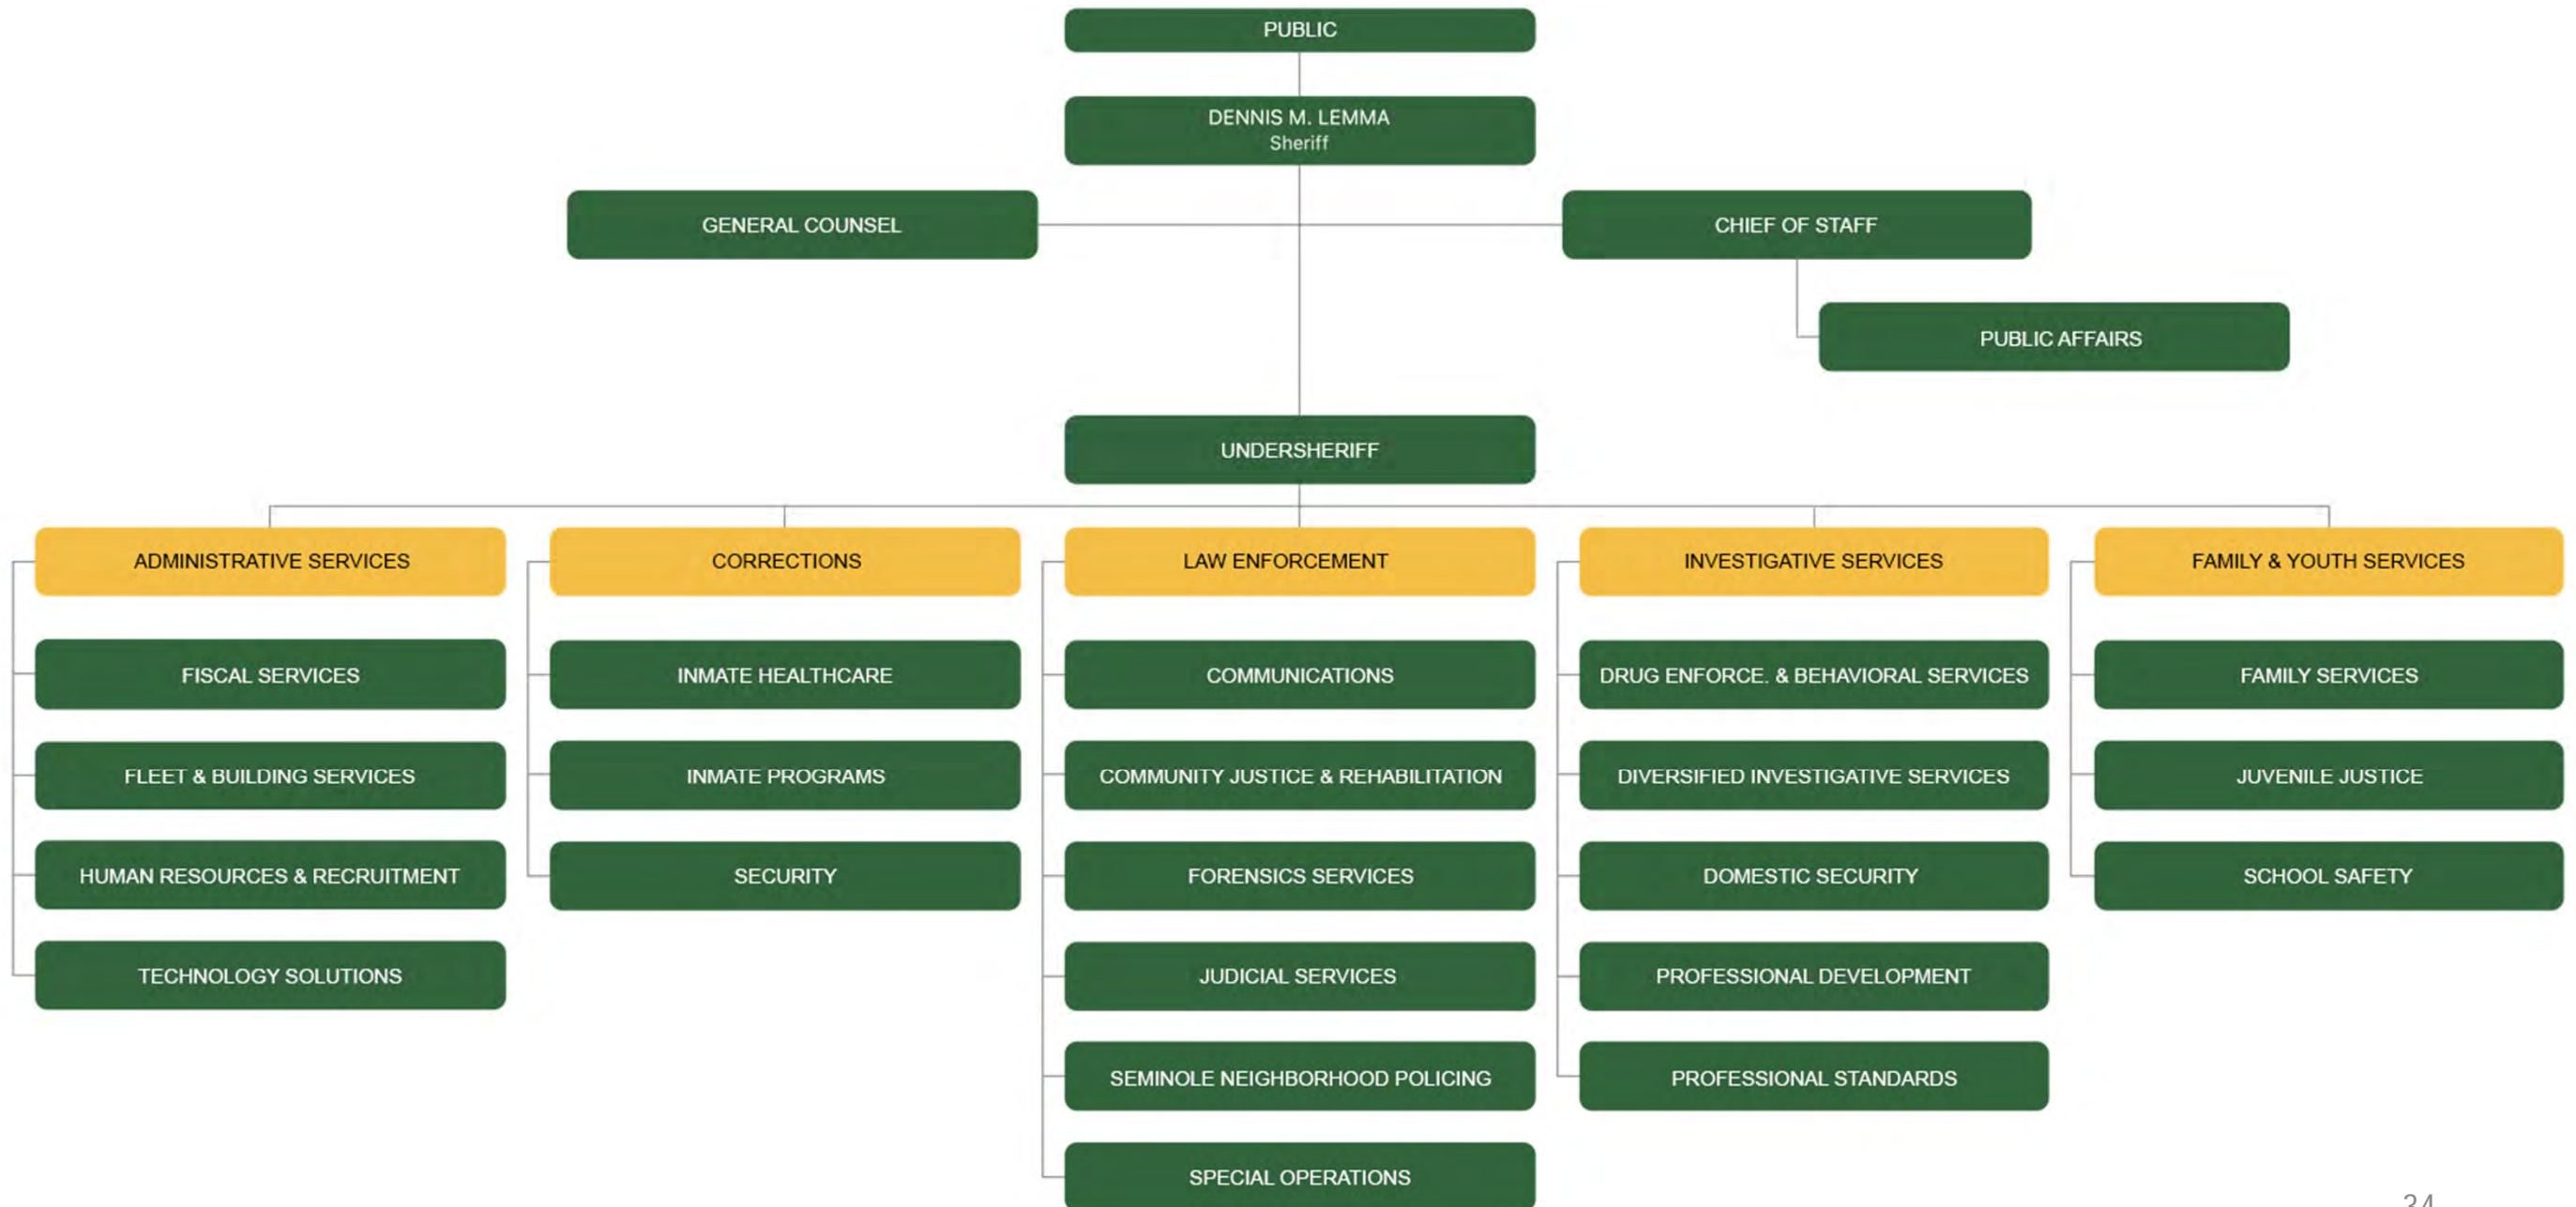 PUBLIC
DENNIS M. LEMMA
Sheriff
GENERAL COUNSEL
CHIEF OF STAFF
PUBLIC AFFAIRS
UNDERSHERIFF
ADMINISTRATIVE SERVICES
FISCAL SERVICES
FLEET & BUILDING SERVICES
HUMAN RESOURCES & RECRUITMENT
TECHNOLOGY SOLUTIONS
CORRECTIONS
INMATE HEALTHCARE
INMATE PROGRAMS
SECURITY
LAW ENFORCEMENT
COMMUNICATIONS
COMMUNITY JUSTICE & REHABILITATION
FORENSICS SERVICES
JUDICIAL SERVICES
SEMINOLE NEIGHBORHOOD POLICING
SPECIAL OPERATIONS
INVESTIGATIVE SERVICES
DRUG ENFORCE. & BEHAVIORAL SERVICES
DIVERSIFIED INVESTIGATIVE SERVICES
DOMESTIC SECURITY
PROFESSIONAL DEVELOPMENT
PROFESSIONAL STANDARDS
FAMILY & YOUTH SERVICES
FAMILY SERVICES
JUVENILE JUSTICE
SCHOOL SAFETY
34